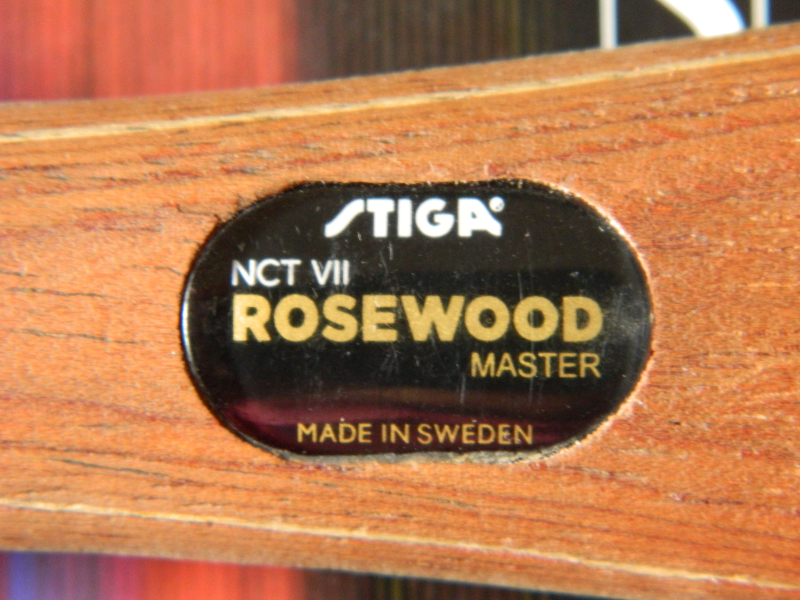 STIGA®
NCT VII
ROSEWOOD
MASTER
MADE IN SWEDEN